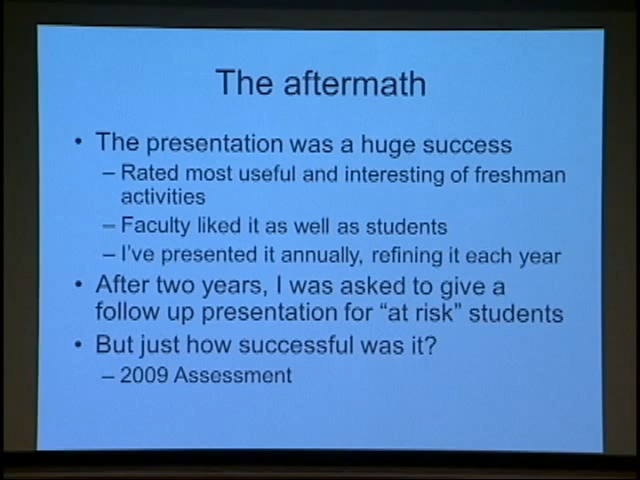 The aftermath
• The presentation was a huge success
– Rated most useful and interesting of freshman
activities
– Faculty liked it as well as students
– I've presented it annually, refining it each year
• After two years, I was asked to give a
follow up presentation for “at risk” students
• But just how successful was it?
– 2009 Assessment